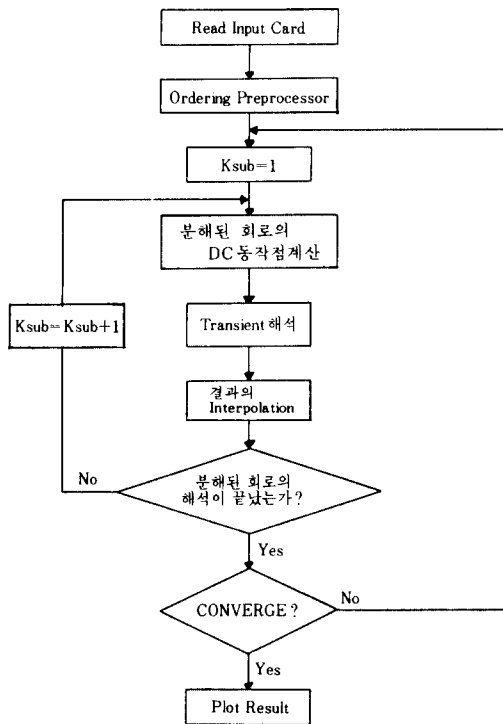 Read Input Card
Ordering Preprocessor
Ksub=1
분해된 회로의
DC동작점계산
Ksub=Ksub+1
Transient 해석
결과의
Interpolation
No
분해된 회로의
해석이 끝났는가?
Yes
CONVERGE?
No
Yes
Plot Result